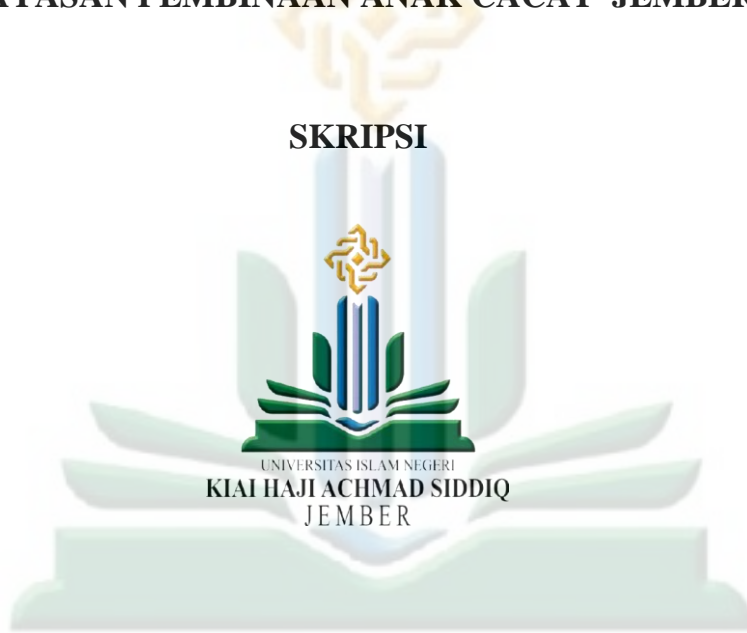 YAYASAN PEMBINAAN ANAK CACAT JEMBER
SKRIPSI
UNIVERSITAS ISLAM NEGERI
KIAI HAJI ACHMAD SIDDIQ
JEMBER